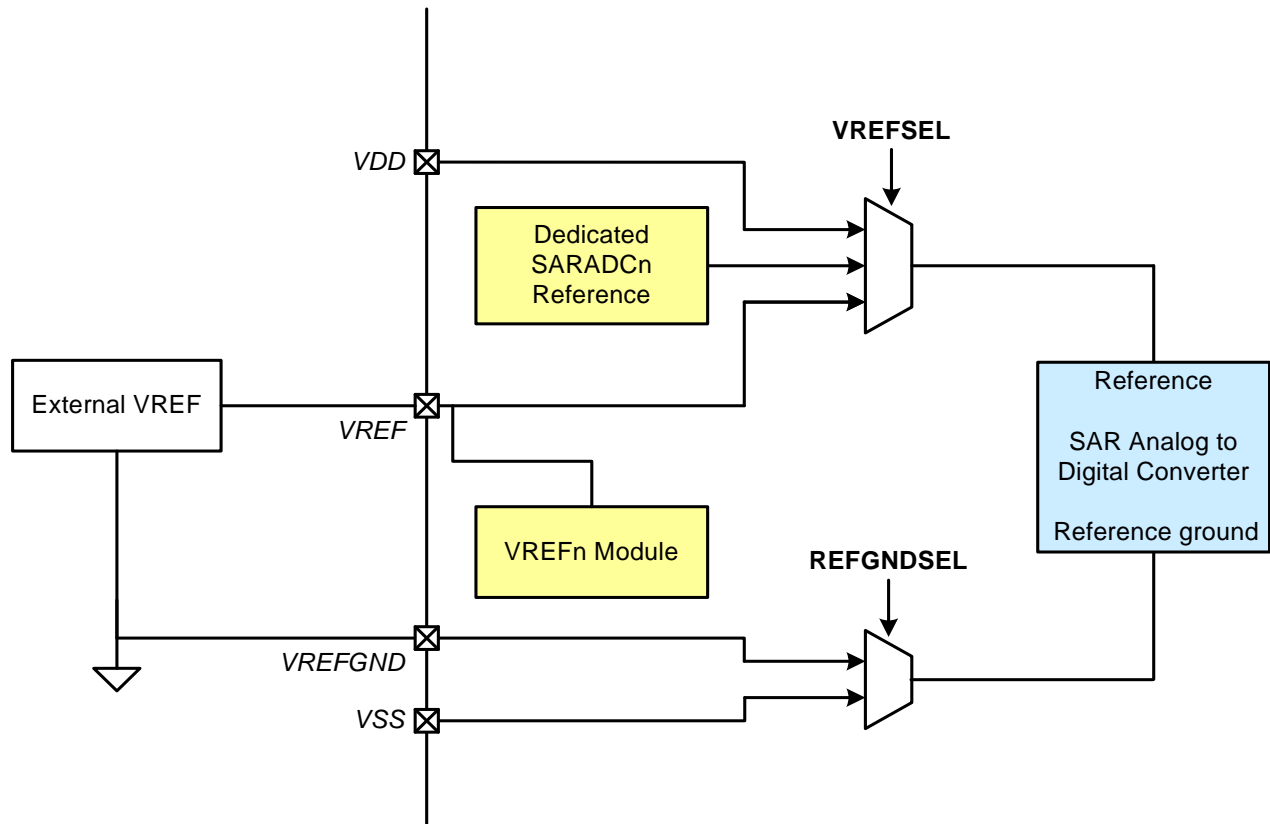 VREFSEL
VDD
Dedicated
SARADCn
Reference
External VREF
VREF
Reference
SAR Analog to
Digital Converter
Reference ground
VREFn Module
REFGNDSEL
VREFGND
VSS